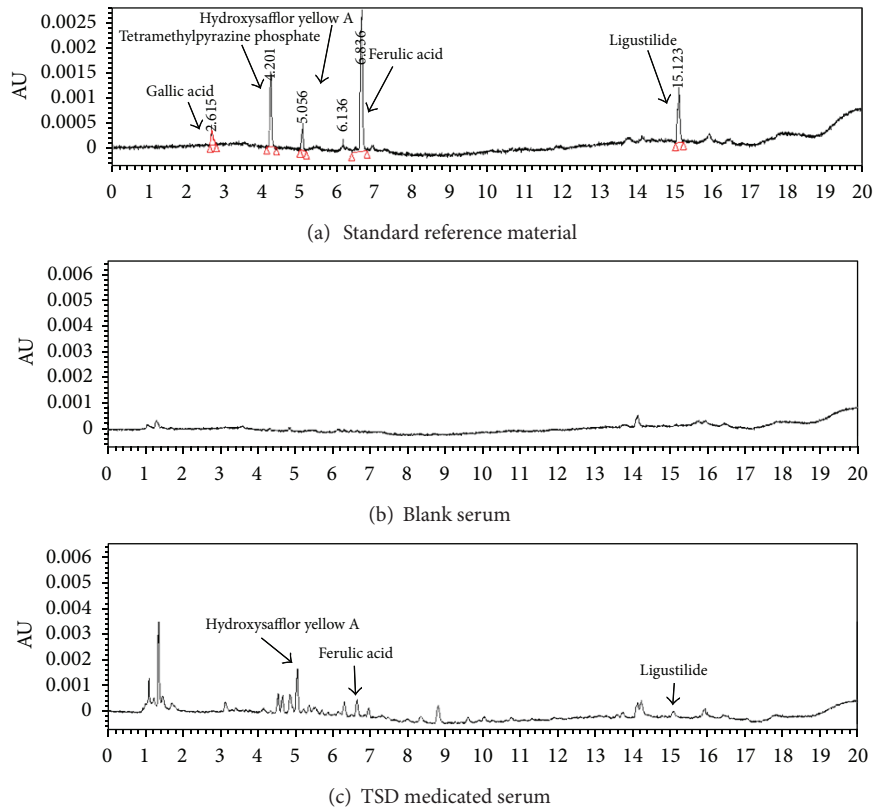 0.0025
0.002
0.0015
0.001
0.0005
0
AU
Hydroxysafflor yellow A
Tetramethylpyrazine phosphate
Gallic acid
Ferulic acid
Ligustilide
2.615
4.201
5.056
6.136
6.836
15.123
0 1 2 3 4 5 6 7 8 9 10 11 12 13 14 15 16 17 18 19 20
(a) Standard reference material
0.006
0.005
0.004
0.003
0.002
0.001
0
AU
0 1 2 3 4 5 6 7 8 9 10 11 12 13 14 15 16 17 18 19 20
(b) Blank serum
0.006
0.005
0.004
0.003
0.002
0.001
0
AU
Hydroxysafflor yellow A
Ferulic acid
Ligustilide
0 1 2 3 4 5 6 7 8 9 10 11 12 13 14 15 16 17 18 19 20
(c) TSD medicated serum